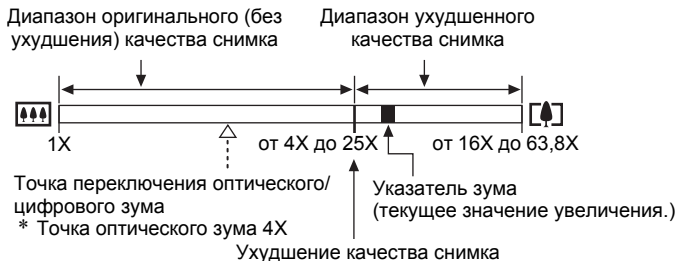 Диапазон оригинального (без
ухудшения) качества снимка
Диапазон ухудшенного
качества снимка
1X
от 4X до 25X
от 16X до 63,8X
Точка переключения оптического/
цифрового зума
* Точка оптического зума 4X
Указатель зума
(текущее значение увеличения.)
Ухудшение качества снимка